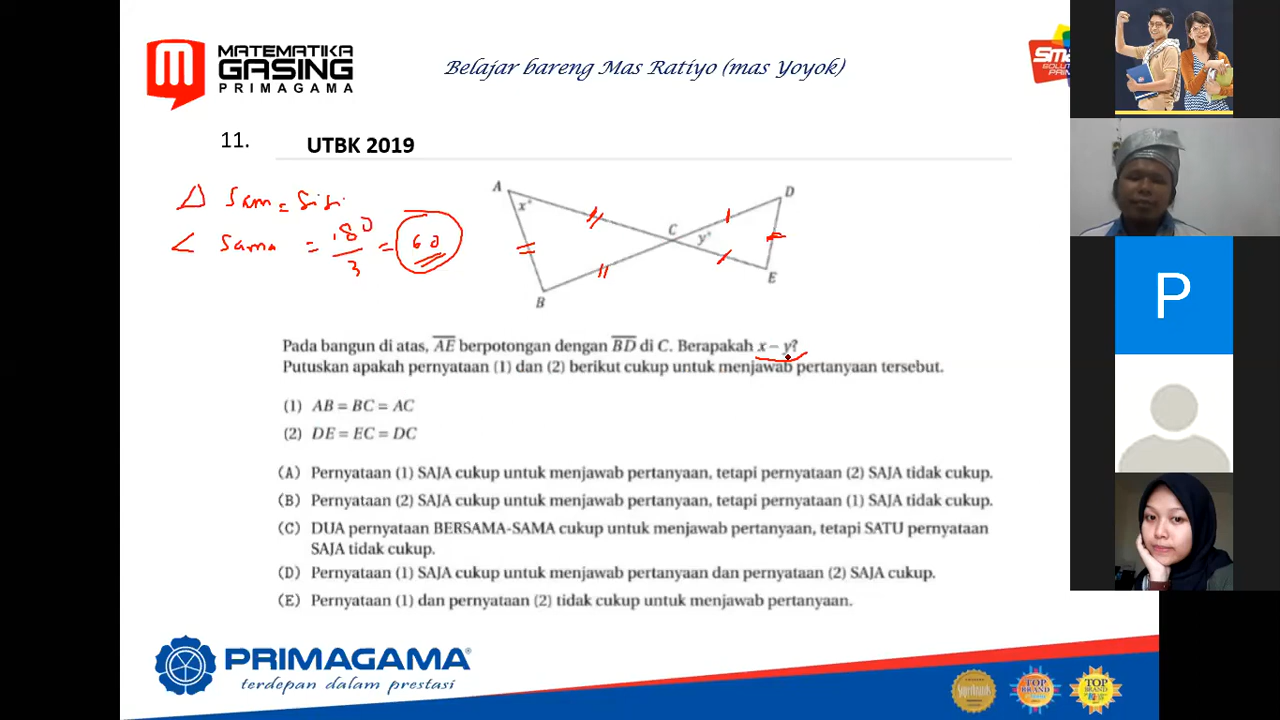 MATEMATIKA
GASING
PRIMAGAMA
Belajar bareng Mas Ratiyo (mas Yoyok)
11.
UTBK 2019
Δ Sam = Sisi
∠ Sama = 180/3 = 60
A
x°
B
C
y°
D
E
Pada bangun di atas, AE berpotongan dengan BD di C. Berapakah x − y?
Putuskan apakah pernyataan (1) dan (2) berikut cukup untuk menjawab pertanyaan tersebut.
(1) AB = BC = AC
(2) DE = EC = DC
(A) Pernyataan (1) SAJA cukup untuk menjawab pertanyaan, tetapi pernyataan (2) SAJA tidak cukup.
(B) Pernyataan (2) SAJA cukup untuk menjawab pertanyaan, tetapi pernyataan (1) SAJA tidak cukup.
(C) DUA pernyataan BERSAMA-SAMA cukup untuk menjawab pertanyaan, tetapi SATU pernyataan
SAJA tidak cukup.
(D) Pernyataan (1) SAJA cukup untuk menjawab pertanyaan dan pernyataan (2) SAJA cukup.
(E) Pernyataan (1) dan pernyataan (2) tidak cukup untuk menjawab pertanyaan.
PRIMAGAMA
terdepan dalam prestasi
Superbrands
TOP
BRAND
TOP
BRAND
P